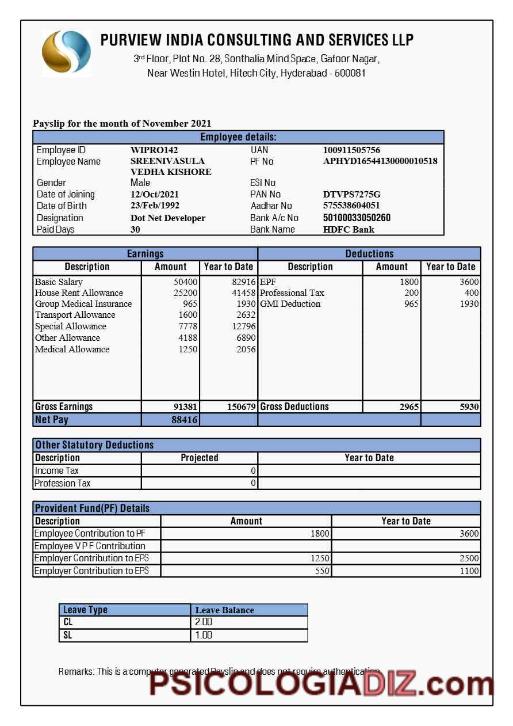 PURVIEW INDIA CONSULTING AND SERVICES LLP
3rd Floor, Plot No. 28, Sonthalia Mind Space, Gafoor Nagar,
Near Westin Hotel, Hitech City, Hyderabad - 500081
Payslip for the month of November 2021
Employee details:
Employee ID WIPRO142 UAN 100911505756
Employee Name SREENIVASULA VEDHA KISHORE PF No APHYD16544130000010518
Gender Male ESI No
Date of Joining 12/Oct/2021 PAN No DTVPS7275G
Date of Birth 23/Feb/1992 Aadhar No 575538604051
Designation Dot Net Developer Bank A/c No 50100033050260
Paid Days 30 Bank Name HDFC Bank
Earnings Deductions
Description Amount Year to Date Description Amount Year to Date
Basic Salary 50400 82916 EPF 1800 3600
House Rent Allowance 25200 41458 Professional Tax 200 400
Group Medical Insurance 965 1930 GMI Deduction 965 1930
Transport Allowance 1600 2632
Special Allowance 7778 12796
Other Allowance 4188 6890
Medical Allowance 1250 2056
Gross Earnings 91381 150679 Gross Deductions 2965 5930
Net Pay 88416
Other Statutory Deductions
Description Projected Year to Date
Income Tax 0
Profession Tax 0
Provident Fund(PF) Details
Description Amount Year to Date
Employee Contribution to PF 1800 3600
Employee V P F Contribution
Employer Contribution to EPS 1250 2500
Employer Contribution to EPS 550 1100
Leave Type Leave Balance
CL 2.00
SL 1.00
Remarks: This is a computer generated Payslip and does not require authentication
PSICOLOGIADIZ.com